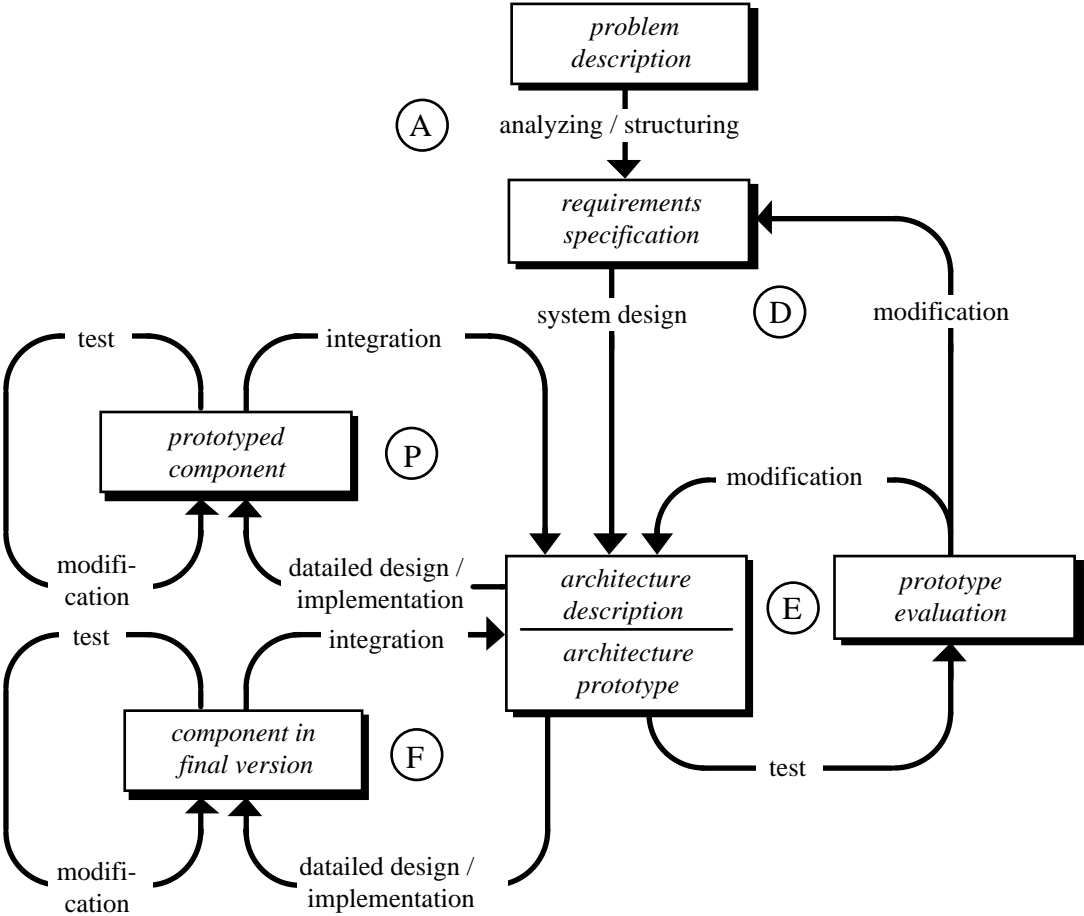 problem
description
A
analyzing / structuring
requirements
specification
system design
D
modification
test
integration
prototyped
component
P
modification
modifi-
cation
datailed design /
implementation
architecture
description
architecture
prototype
E
prototype
evaluation
test
integration
component in
final version
F
test
modifi-
cation
datailed design /
implementation